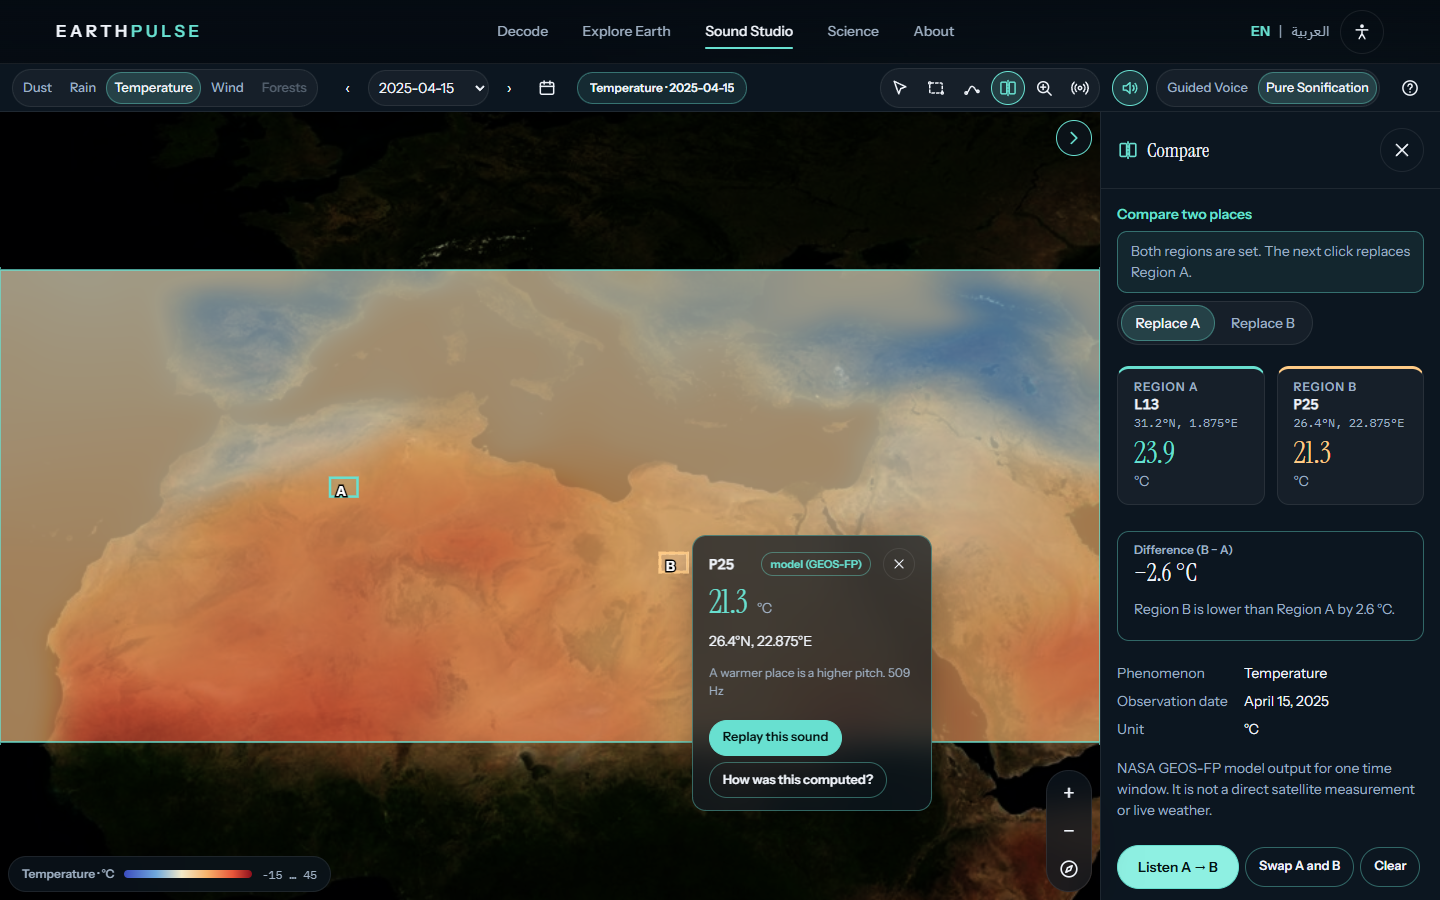 EARTHPULSE
Decode
Explore Earth
Sound Studio
Science
About
EN | العربية
Dust
Rain
Temperature
Wind
Forests
‹
2025-04-15
›
Temperature · 2025-04-15
Guided Voice
Pure Sonification
Compare
Compare two places
Both regions are set. The next click replaces
Region A.
Replace A
Replace B
REGION A
L13
31.2°N, 1.875°E
23.9
°C
REGION B
P25
26.4°N, 22.875°E
21.3
°C
Difference (B − A)
−2.6 °C
Region B is lower than Region A by 2.6 °C.
Phenomenon Temperature
Observation date April 15, 2025
Unit °C
NASA GEOS-FP model output for one time
window. It is not a direct satellite measurement
or live weather.
Listen A → B
Swap A and B
Clear
A
B
P25
model (GEOS-FP)
21.3 °C
26.4°N, 22.875°E
A warmer place is a higher pitch. 509
Hz
Replay this sound
How was this computed?
+
−
Temperature · °C
-15 … 45